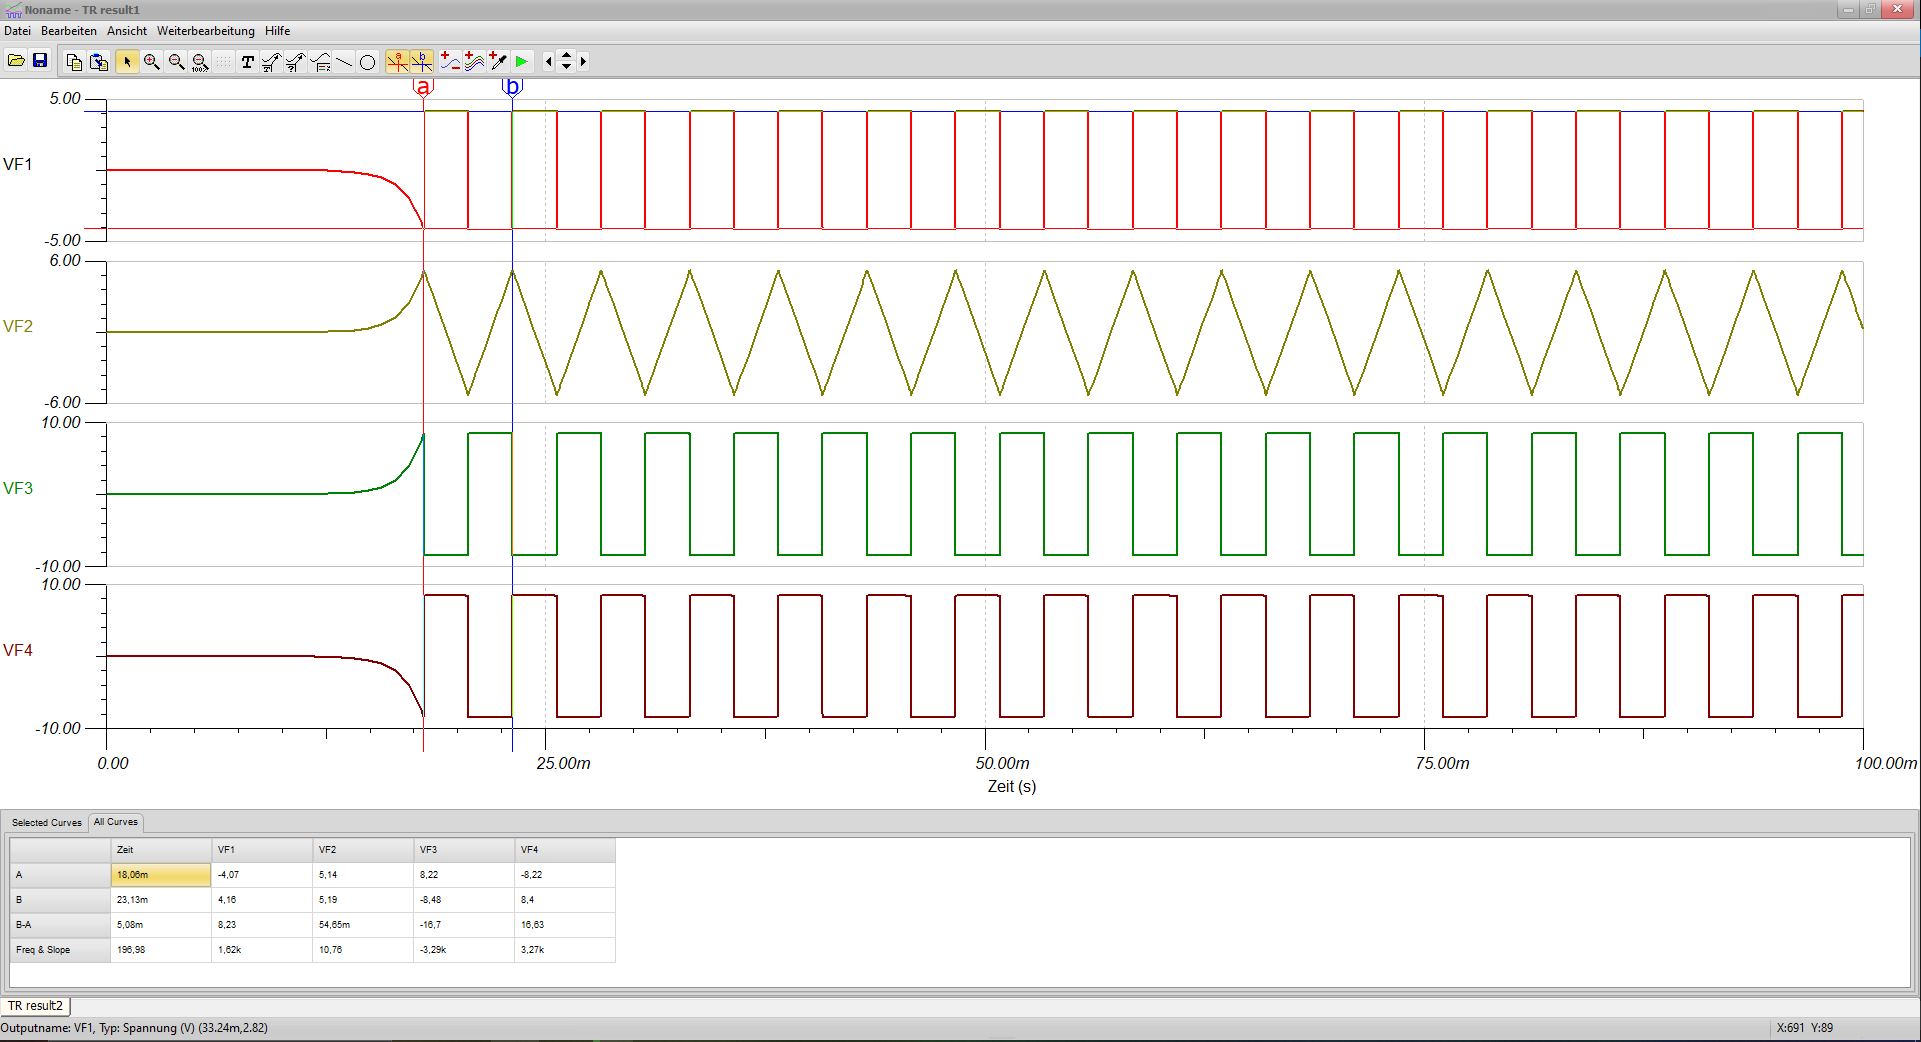 Noname - TR result1
Datei Bearbeiten Ansicht Weiterbearbeitung Hilfe
T 100% a b
a b
5.00
VF1
-5.00
6.00
VF2
-6.00
10.00
VF3
-10.00
10.00
VF4
-10.00
0.00 25.00m 50.00m 75.00m 100.00m
Zeit (s)
Selected Curves All Curves
Zeit VF1 VF2 VF3 VF4
A 18,06m -4,07 5,14 8,22 -8,22
B 23,13m 4,16 5,19 -8,48 8,4
B-A 5,08m 8,23 54,65m -16,7 16,63
Freq & Slope 196,98 1,62k 10,76 -3,29k 3,27k
TR result2
Outputname: VF1, Typ: Spannung (V) (33.24m,2.82) X:691 Y:89